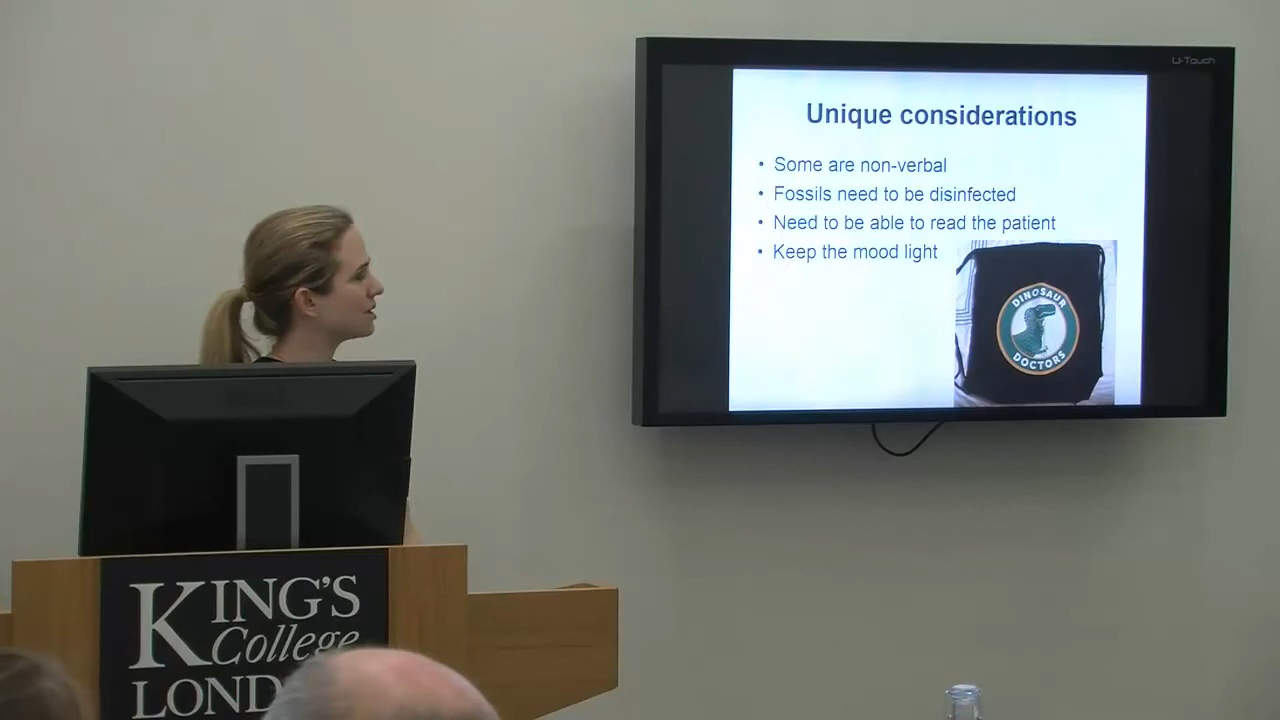 U-Touch
Unique considerations
• Some are non-verbal
• Fossils need to be disinfected
• Need to be able to read the patient
• Keep the mood light
DINOSAUR
DOCTORS
KING'S
College
LOND